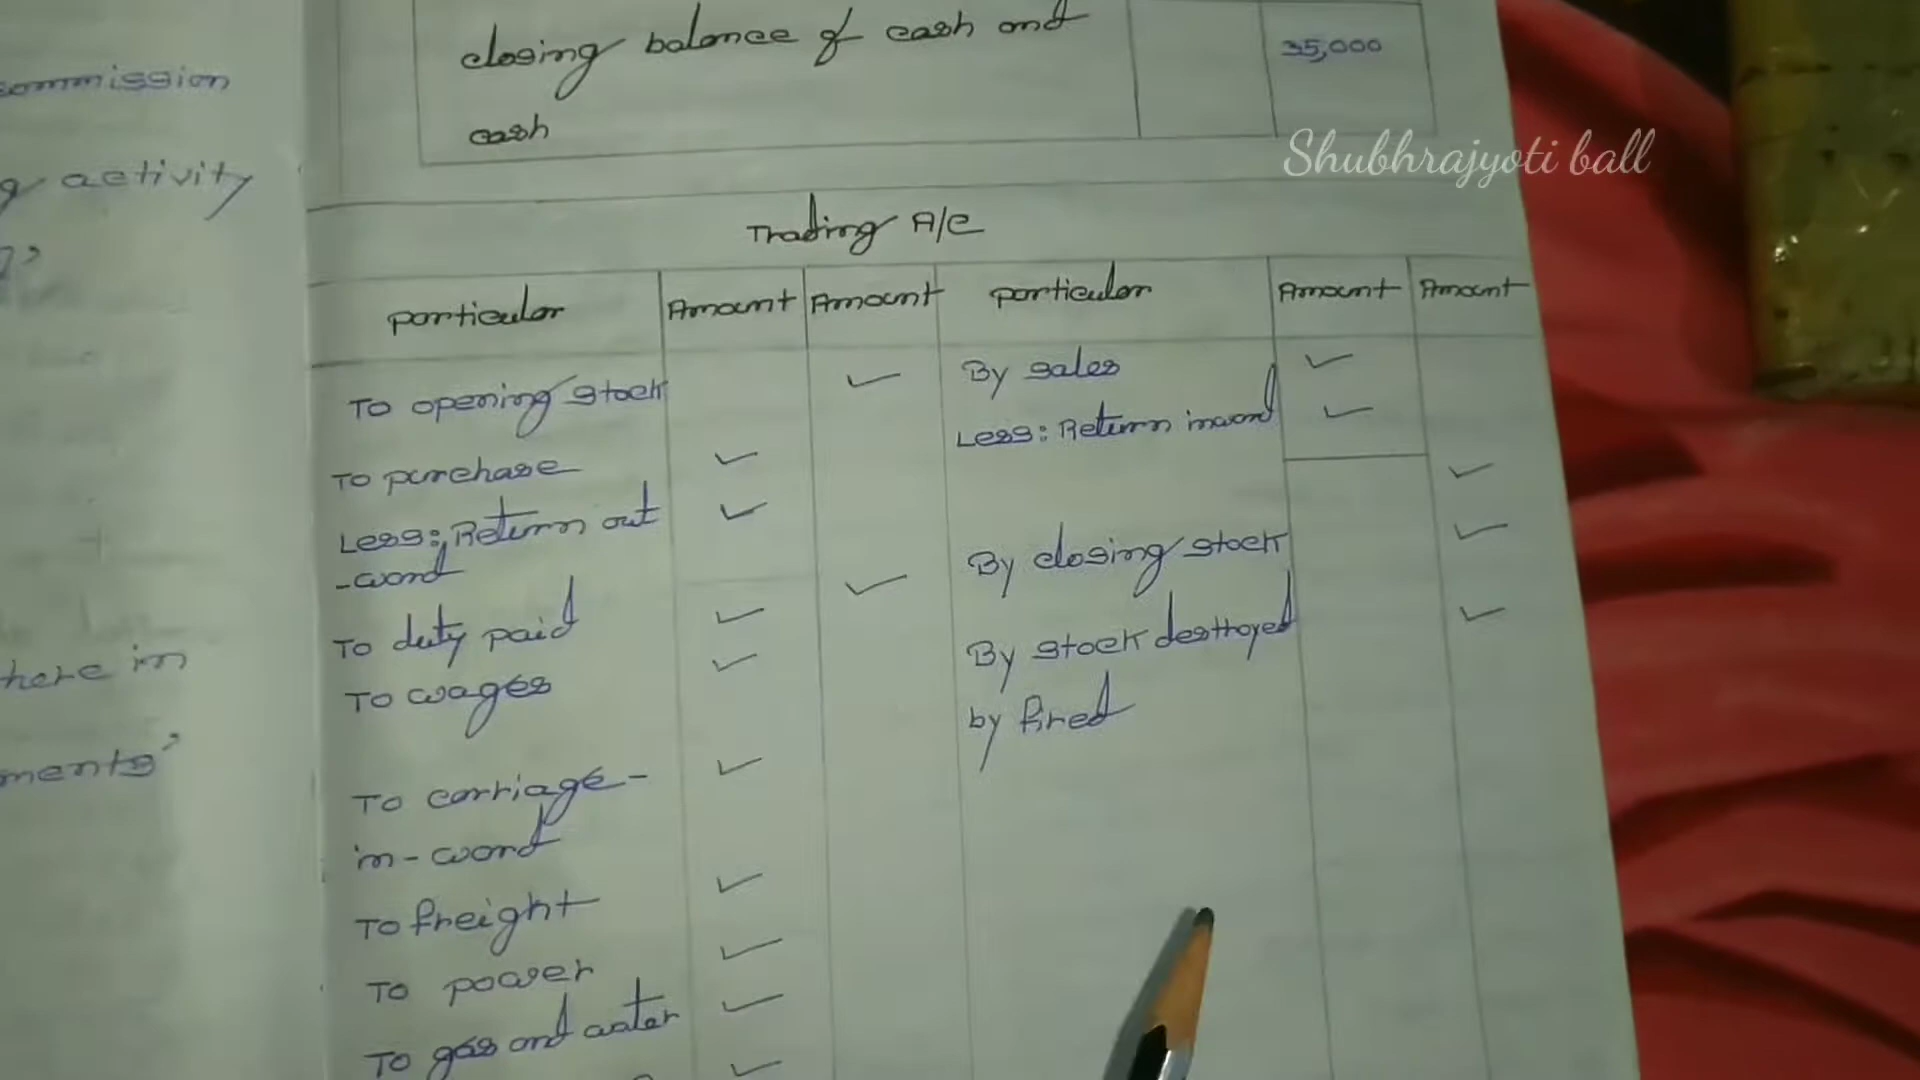 closing balance of cash and
35,000
cash
commission
activity
here in
ments'
Shubhrajyoti ball
Trading A/C
Particular Amount Amount Particular Amount Amount
To opening stock
To purchase
Less: Return out
-ward
To duty paid
To wages
To carriage-
in-ward
To freight
To power
To gas and water
By sales
Less: Return inward
By closing stock
By stock destroyed
by fired